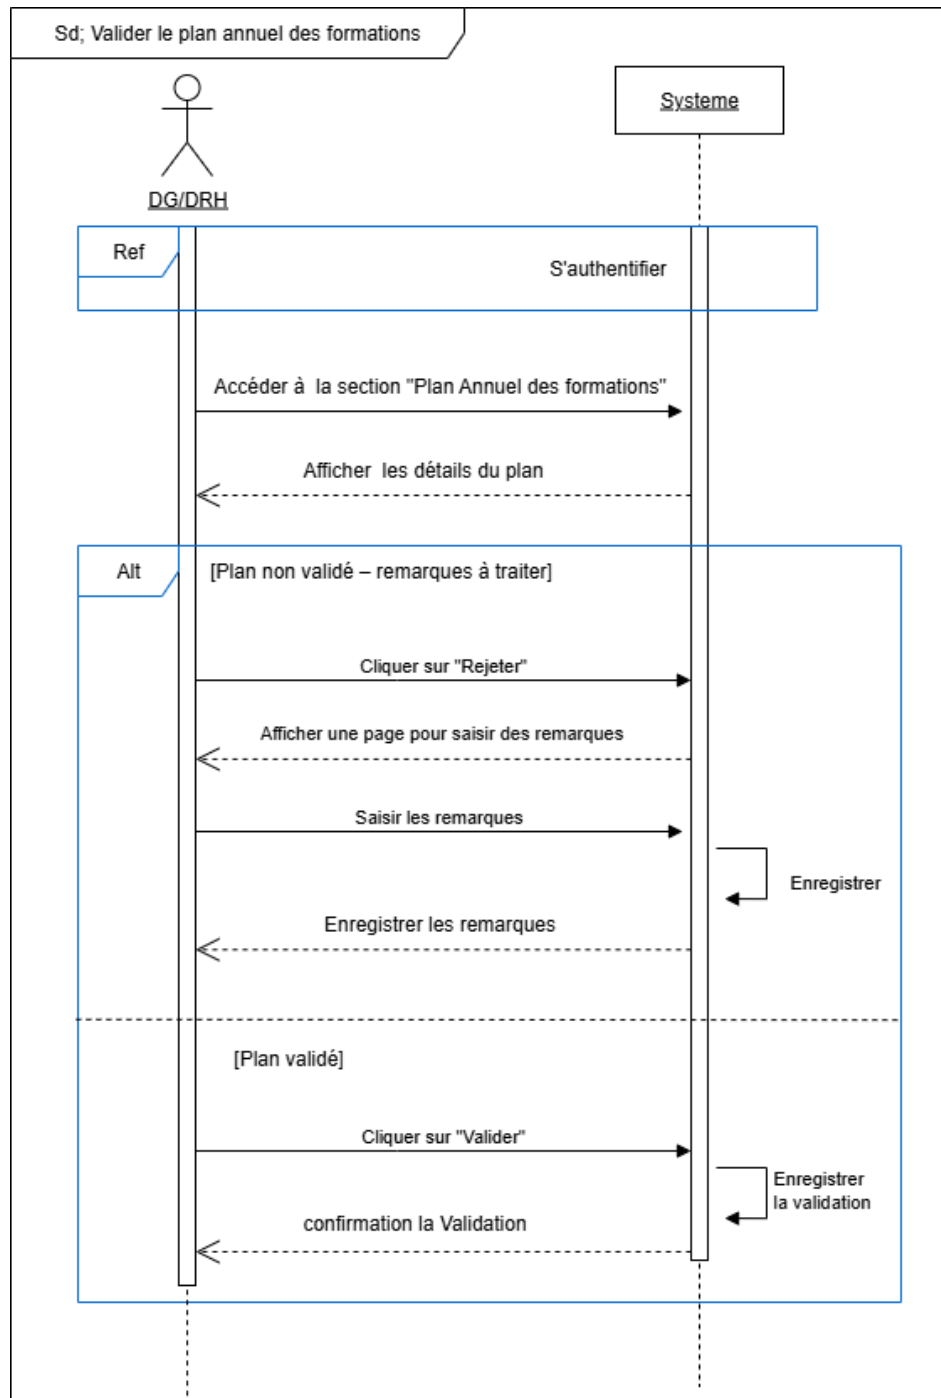 Sd; Valider le plan annuel des formations
Systeme
DG/DRH
Ref
S'authentifier
Accéder à  la section "Plan Annuel des formations"
Afficher  les détails du plan
Alt
[Plan non validé – remarques à traiter]
Cliquer sur "Rejeter"
Afficher une page pour saisir des remarques
Saisir les remarques
Enregistrer
Enregistrer les remarques
[Plan validé]
Cliquer sur "Valider"
Enregistrer
la validation
confirmation la Validation